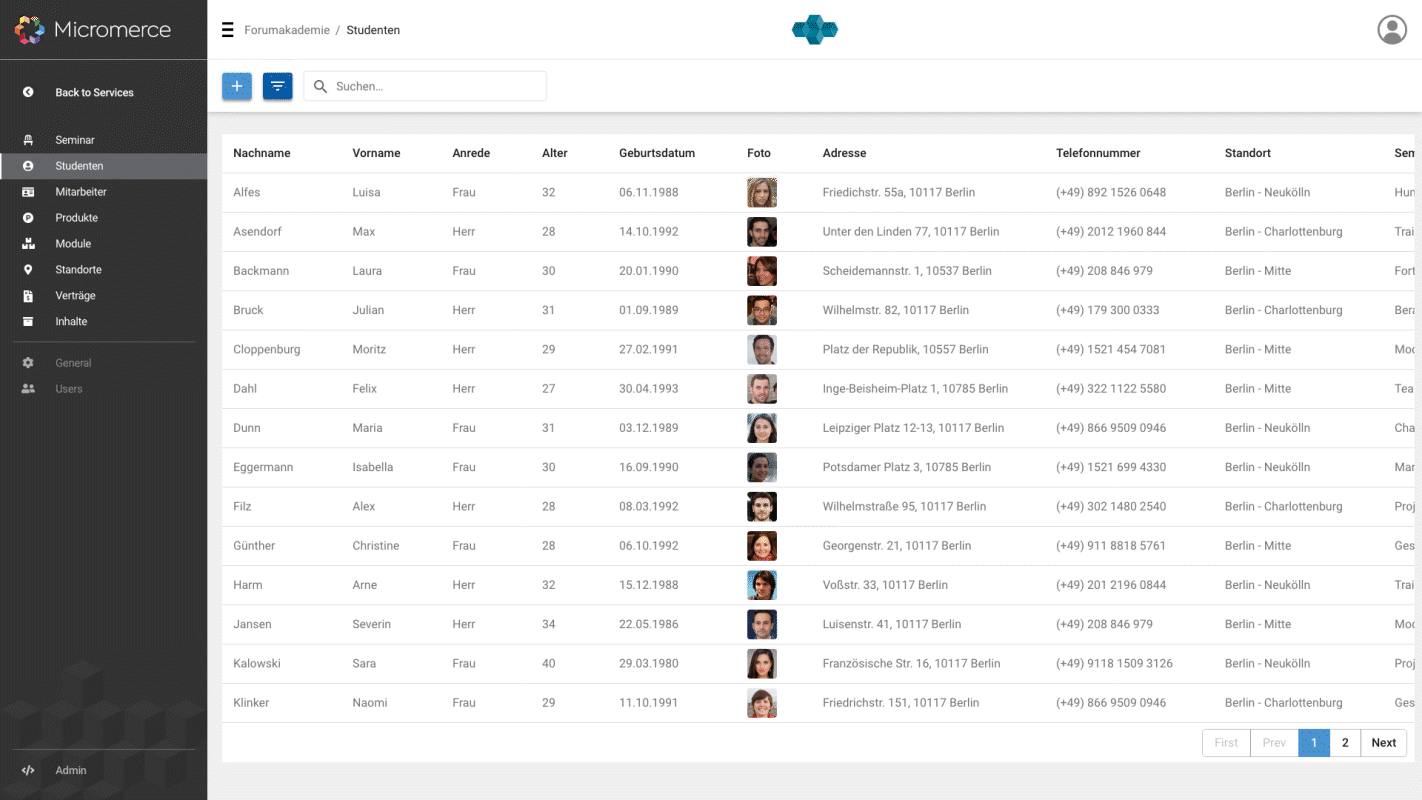 Micromerce
Forumakademie / Studenten
Back to Services
Seminar
Studenten
Mitarbeiter
Produkte
Module
Standorte
Verträge
Inhalte
General
Users
Admin
Suchen...
Nachname Vorname Anrede Alter Geburtsdatum Foto Adresse Telefonnummer Standort Sem
Alfes Luisa Frau 32 06.11.1988 Friedichstr. 55a, 10117 Berlin (+49) 892 1526 0648 Berlin - Neukölln Hun
Asendorf Max Herr 28 14.10.1992 Unter den Linden 77, 10117 Berlin (+49) 2012 1960 844 Berlin - Charlottenburg Trai
Backmann Laura Frau 30 20.01.1990 Scheidemannstr. 1, 10537 Berlin (+49) 208 846 979 Berlin - Mitte Fort
Bruck Julian Herr 31 01.09.1989 Wilhelmstr. 82, 10117 Berlin (+49) 179 300 0333 Berlin - Charlottenburg Bera
Cloppenburg Moritz Herr 29 27.02.1991 Platz der Republik, 10557 Berlin (+49) 1521 454 7081 Berlin - Mitte Moc
Dahl Felix Herr 27 30.04.1993 Inge-Beisheim-Platz 1, 10785 Berlin (+49) 322 1122 5580 Berlin - Mitte Tea
Dunn Maria Frau 31 03.12.1989 Leipziger Platz 12-13, 10117 Berlin (+49) 866 9509 0946 Berlin - Neukölln Cha
Eggermann Isabella Frau 30 16.09.1990 Potsdamer Platz 3, 10785 Berlin (+49) 1521 699 4330 Berlin - Neukölln Mar
Filz Alex Herr 28 08.03.1992 Wilhelmstraße 95, 10117 Berlin (+49) 302 1480 2540 Berlin - Charlottenburg Proj
Günther Christine Frau 28 06.10.1992 Georgenstr. 21, 10117 Berlin (+49) 911 8818 5761 Berlin - Mitte Ges
Harm Arne Herr 32 15.12.1988 Voßstr. 33, 10117 Berlin (+49) 201 2196 0844 Berlin - Neukölln Trai
Jansen Severin Herr 34 22.05.1986 Luisenstr. 41, 10117 Berlin (+49) 208 846 979 Berlin - Mitte Moc
Kalowski Sara Frau 40 29.03.1980 Französische Str. 16, 10117 Berlin (+49) 9118 1509 3126 Berlin - Neukölln Proj
Klinker Naomi Frau 29 11.10.1991 Friedrichstr. 151, 10117 Berlin (+49) 866 9509 0946 Berlin - Charlottenburg Ges
First Prev 1 2 Next